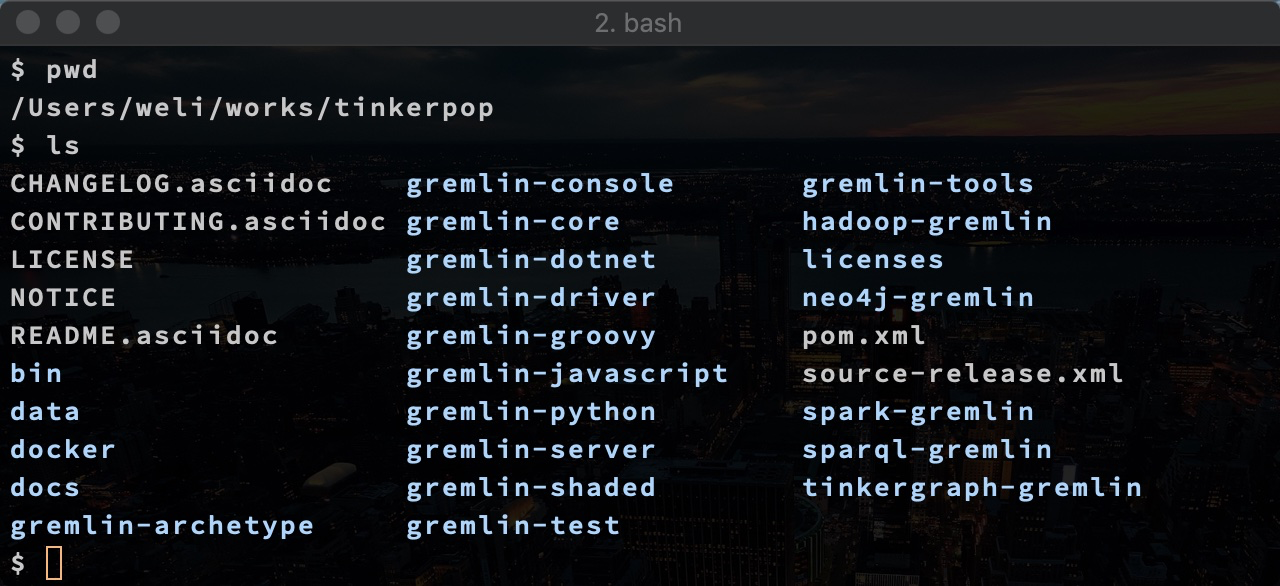 2. bash
$ pwd
/Users/weli/works/tinkerpop
$ ls
CHANGELOG.asciidoc gremlin-console gremlin-tools
CONTRIBUTING.asciidoc gremlin-core hadoop-gremlin
LICENSE gremlin-dotnet licenses
NOTICE gremlin-driver neo4j-gremlin
README.asciidoc gremlin-groovy pom.xml
bin gremlin-javascript source-release.xml
data gremlin-python spark-gremlin
docker gremlin-server sparql-gremlin
docs gremlin-shaded tinkergraph-gremlin
gremlin-archetype gremlin-test
$